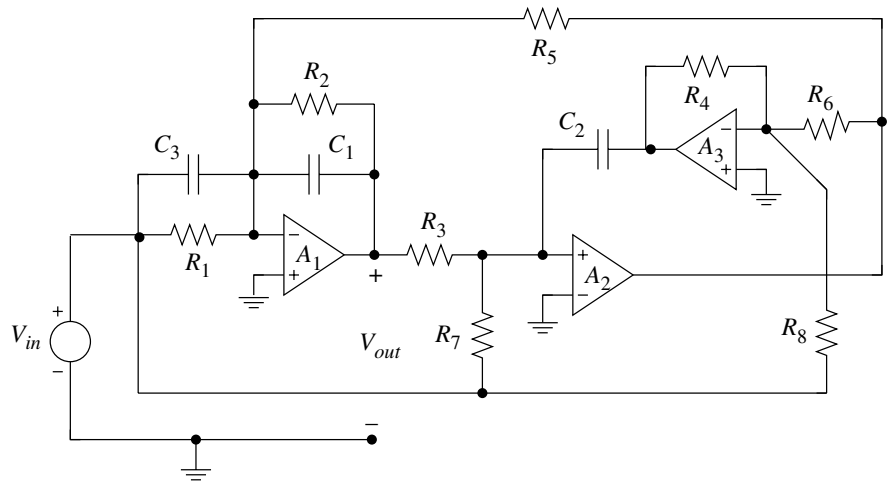 R5
R2
R4
R6
C3
C1
C2
−
A3
+
R1
−
A1
+
+
R3
+
A2
−
+
Vin
−
Vout
R7
R8
−